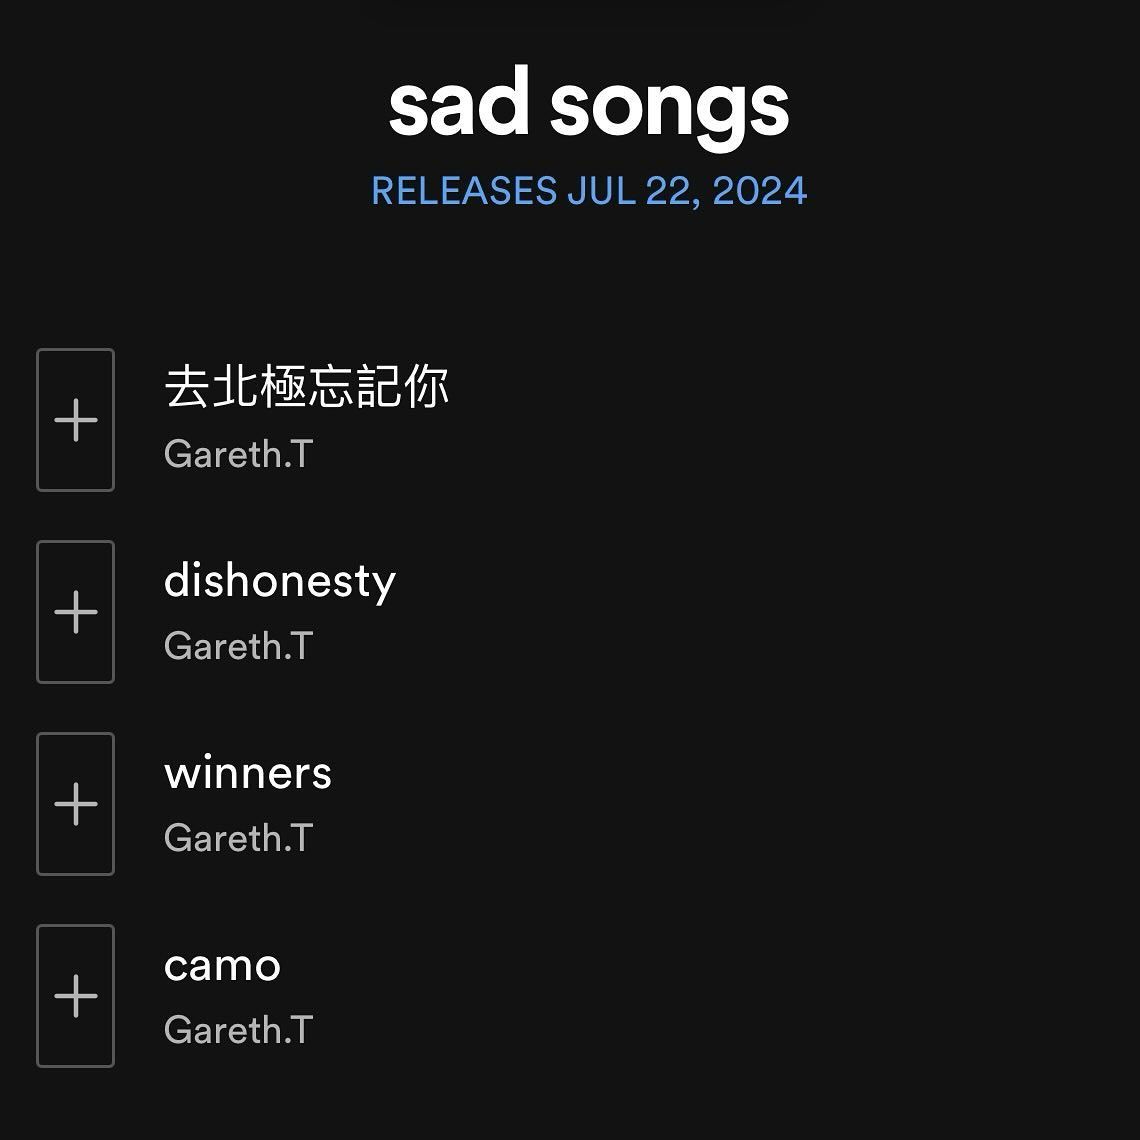 sad songs
RELEASES JUL 22, 2024
去北極忘記你
Gareth.T
dishonesty
Gareth.T
winners
Gareth.T
camo
Gareth.T